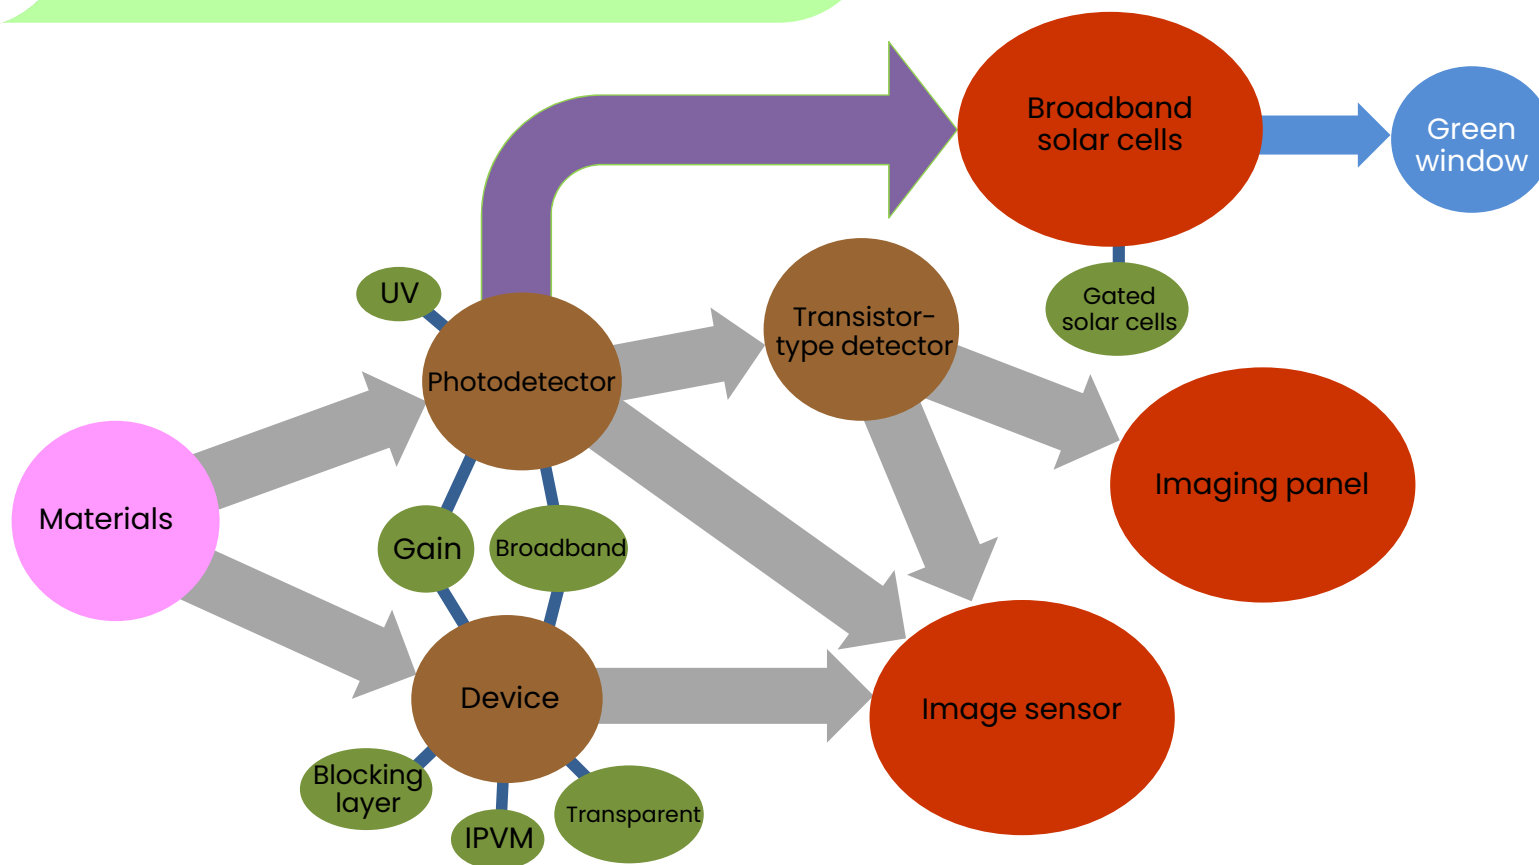 Broadband
solar cells
Green
window
UV
Gated
solar cells
Transistor-
type detector
Photodetector
Imaging panel
Materials
Gain
Broadband
Device
Image sensor
Blocking
layer
Transparent
IPVM